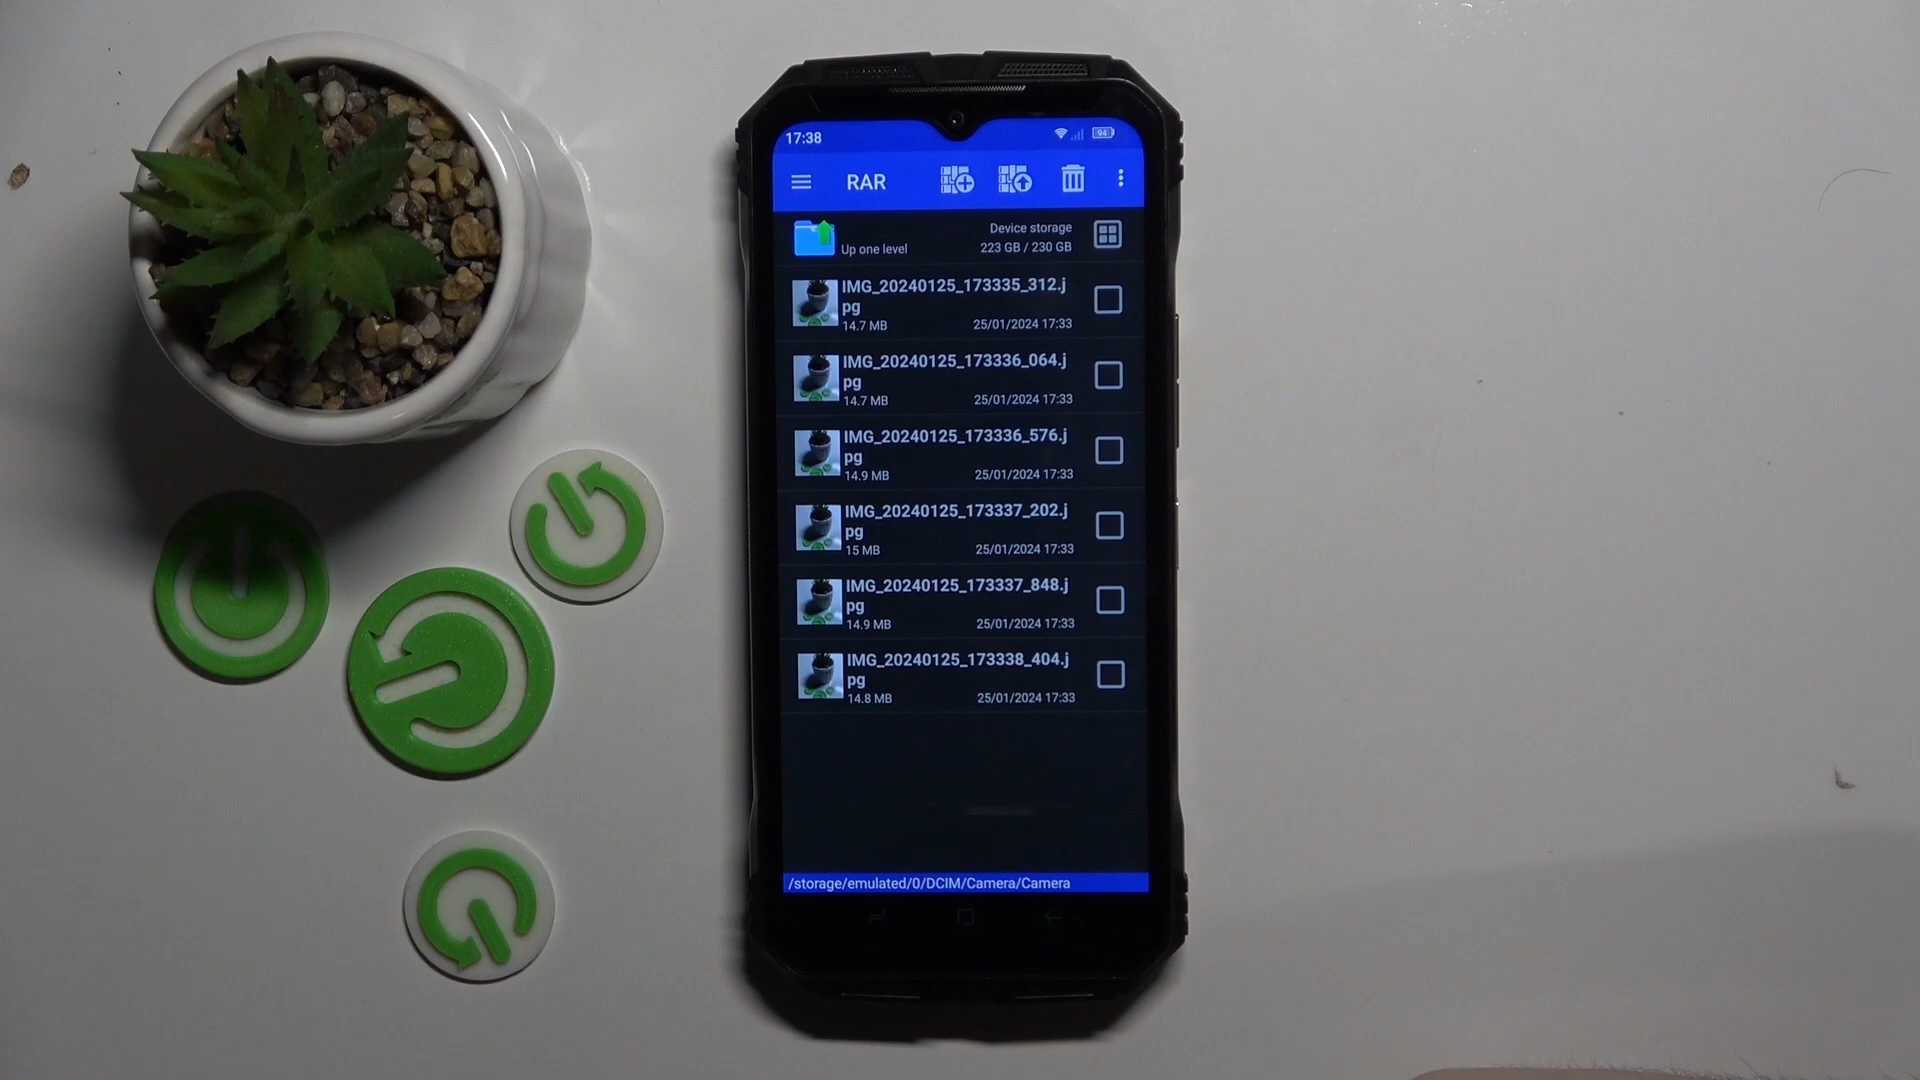 17:38
94
RAR
Device storage
Up one level
223 GB / 230 GB
IMG_20240125_173335_312.j
pg
14.7 MB
25/01/2024 17:33
IMG_20240125_173336_064.j
pg
14.7 MB
25/01/2024 17:33
IMG_20240125_173336_576.j
pg
14.9 MB
25/01/2024 17:33
IMG_20240125_173337_202.j
pg
15 MB
25/01/2024 17:33
IMG_20240125_173337_848.j
pg
14.9 MB
25/01/2024 17:33
IMG_20240125_173338_404.j
pg
14.8 MB
25/01/2024 17:33
/storage/emulated/0/DCIM/Camera/Camera